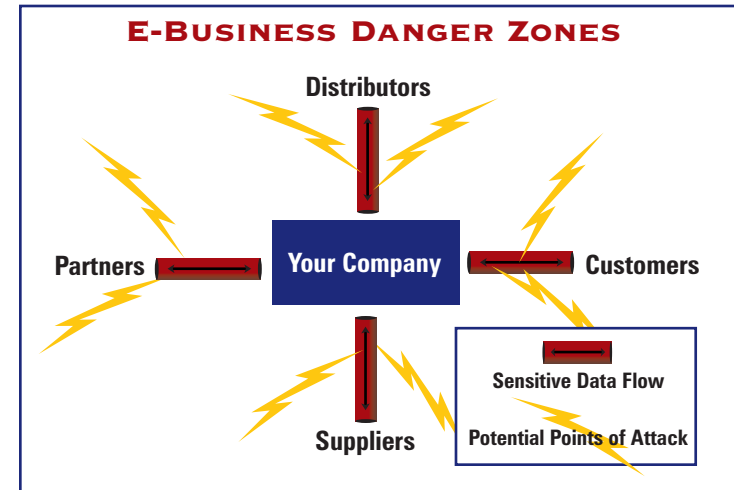 E-BUSINESS DANGER ZONES
Distributors
Partners
Your Company
Customers
Suppliers
Sensitive Data Flow
Potential Points of Attack